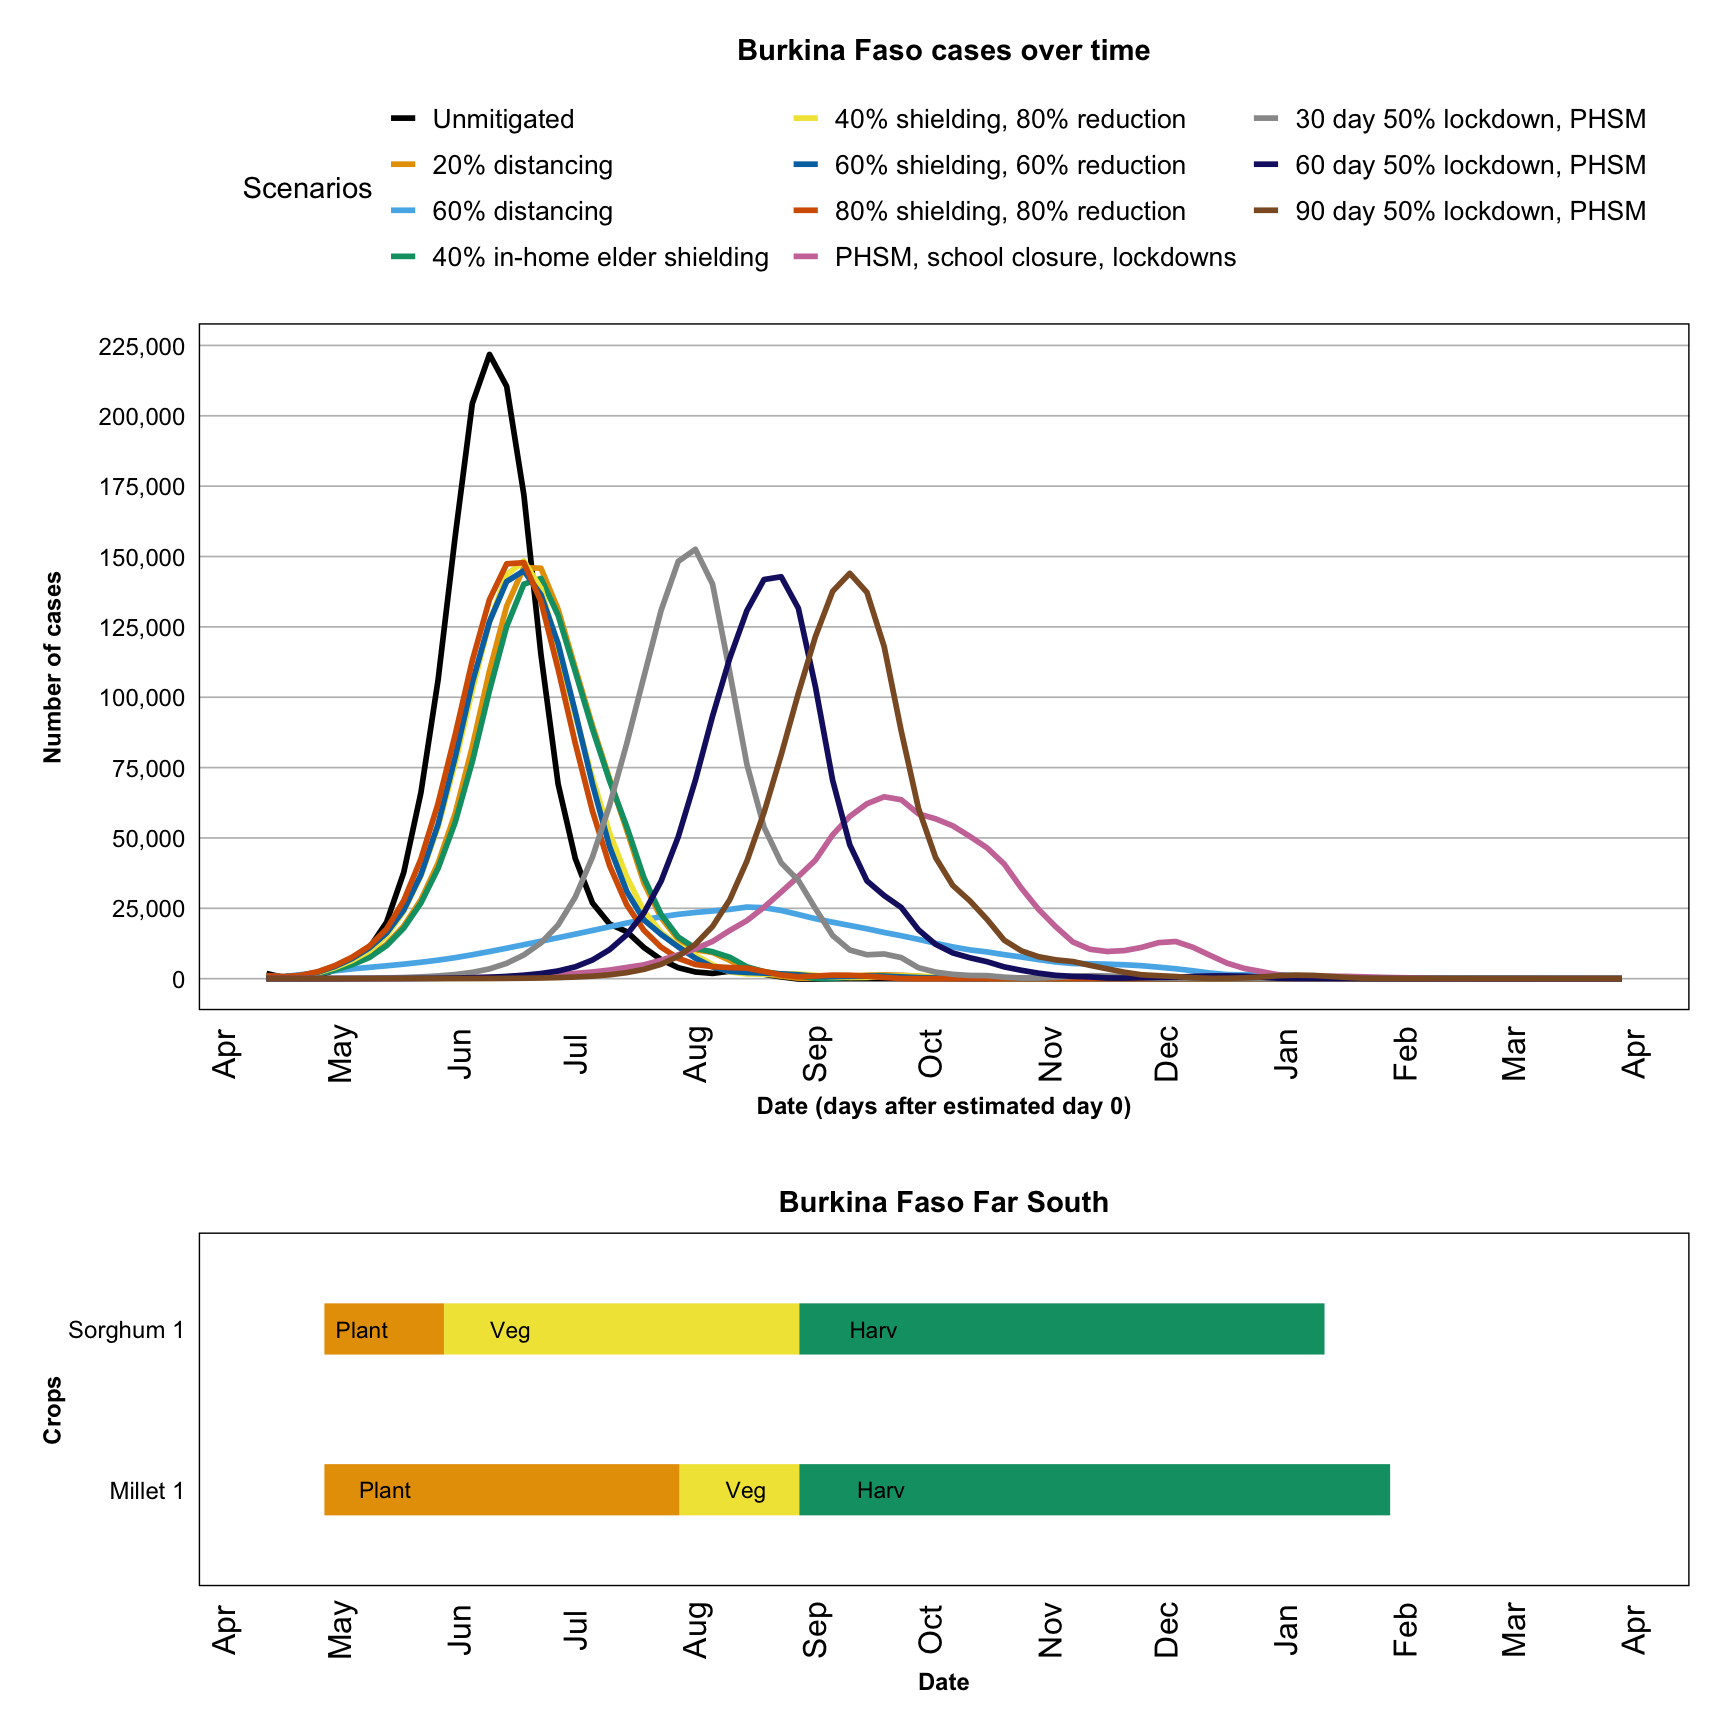 Burkina Faso cases over time
Scenarios
Unmitigated
20% distancing
60% distancing
40% in-home elder shielding
40% shielding, 80% reduction
60% shielding, 60% reduction
80% shielding, 80% reduction
PHSM, school closure, lockdowns
30 day 50% lockdown, PHSM
60 day 50% lockdown, PHSM
90 day 50% lockdown, PHSM
Number of cases
225,000
200,000
175,000
150,000
125,000
100,000
75,000
50,000
25,000
0
Apr May Jun Jul Aug Sep Oct Nov Dec Jan Feb Mar Apr
Date (days after estimated day 0)
Burkina Faso Far South
Crops
Sorghum 1
Plant Veg Harv
Millet 1
Plant Veg Harv
Apr May Jun Jul Aug Sep Oct Nov Dec Jan Feb Mar Apr
Date